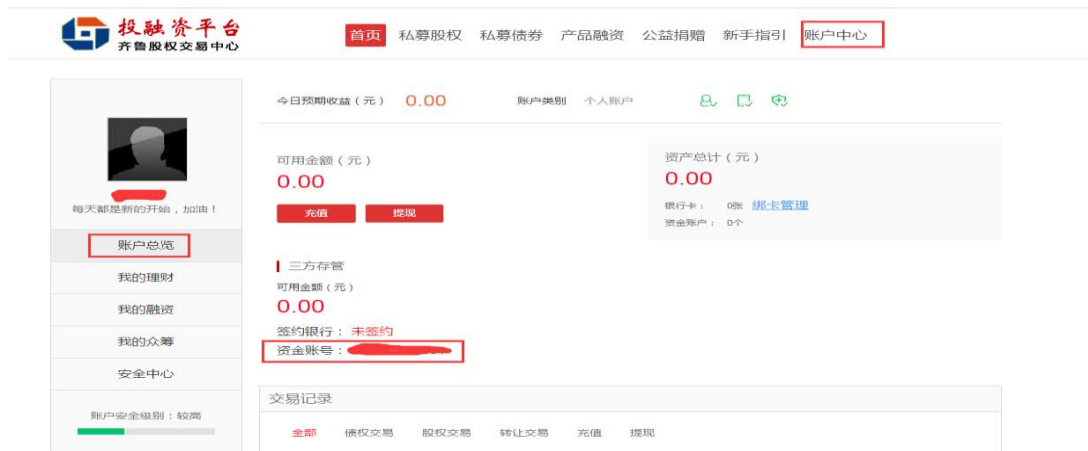 投融资平台
齐鲁股权交易中心
首页 私募股权 私募债券 产品融资 公益捐赠 新手指引 账户中心
今日预期收益（元） 0.00 账户类别 个人账户
可用金额（元）
0.00
充值 提现
资产总计（元）
0.00
银行卡： 0张 绑卡管理
资金账户： 0个
每天都是新的开始，加油！
账户总览
我的理财
我的融资
我的众筹
安全中心
账户安全级别：较高
三方存管
可用金额（元）
0.00
签约银行： 未签约
资金账号：
交易记录
全部 债权交易 股权交易 转让交易 充值 提现